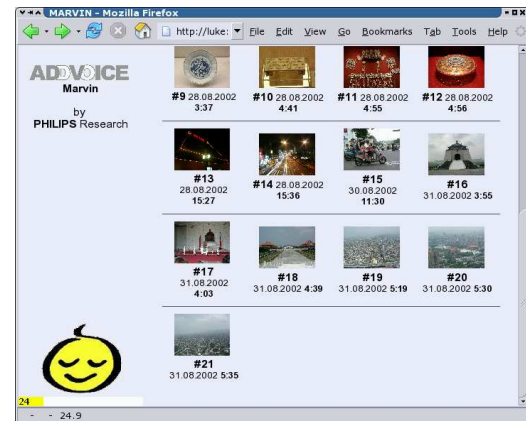 MARVIN - Mozilla Firefox
http://luke: File Edit View Go Bookmarks Tab Tools Help
ADDVOICE
Marvin
by
PHILIPS Research
#9 28.08.2002 3:37
#10 28.08.2002 4:41
#11 28.08.2002 4:55
#12 28.08.2002 4:56
#13
28.08.2002
15:27
#14 28.08.2002
15:36
#15
30.08.2002
11:30
#16
31.08.2002 3:55
#17
31.08.2002
4:03
#18
31.08.2002 4:39
#19
31.08.2002 5:19
#20
31.08.2002 5:30
#21
31.08.2002 5:35
24
- - 24.9